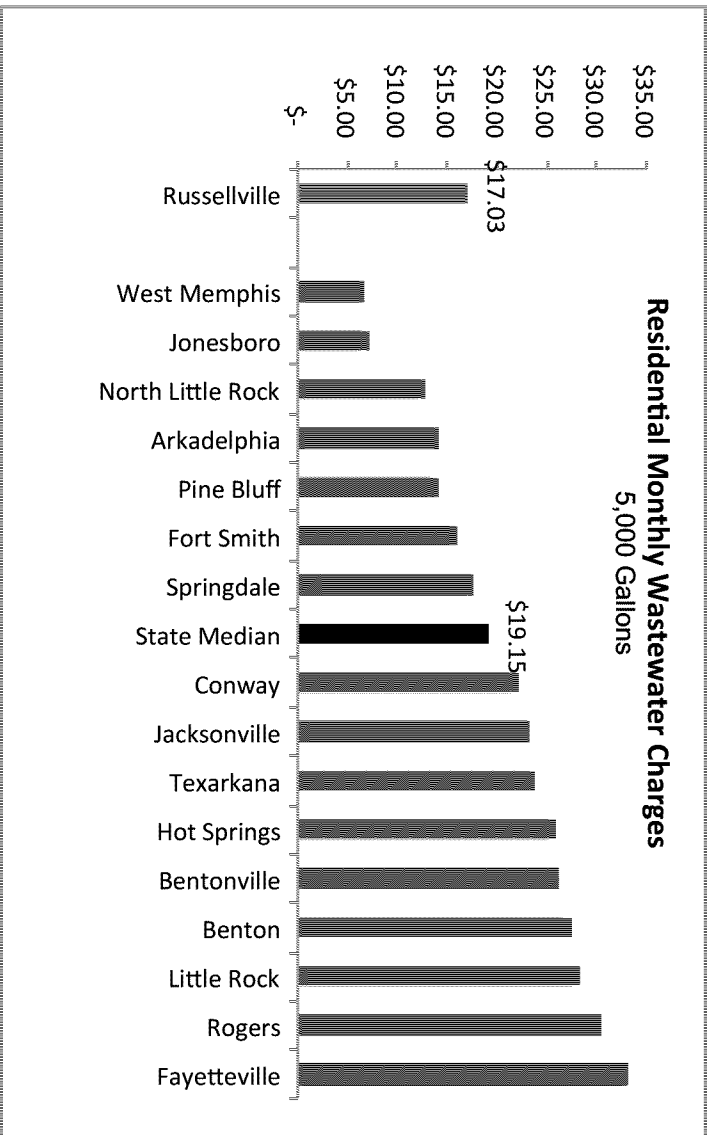 Residential Monthly Wastewater Charges
5,000 Gallons
$35.00
$30.00
$25.00
$20.00
$15.00
$10.00
$5.00
$-
$17.03
$19.15
Russellville
West Memphis
Jonesboro
North Little Rock
Arkadelphia
Pine Bluff
Fort Smith
Springdale
State Median
Conway
Jacksonville
Texarkana
Hot Springs
Bentonville
Benton
Little Rock
Rogers
Fayetteville